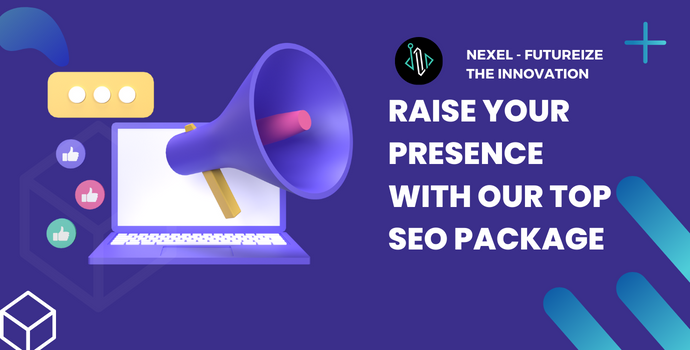 NEXEL - FUTUREIZE
THE INNOVATION
RAISE YOUR
PRESENCE
WITH OUR TOP
SEO PACKAGE